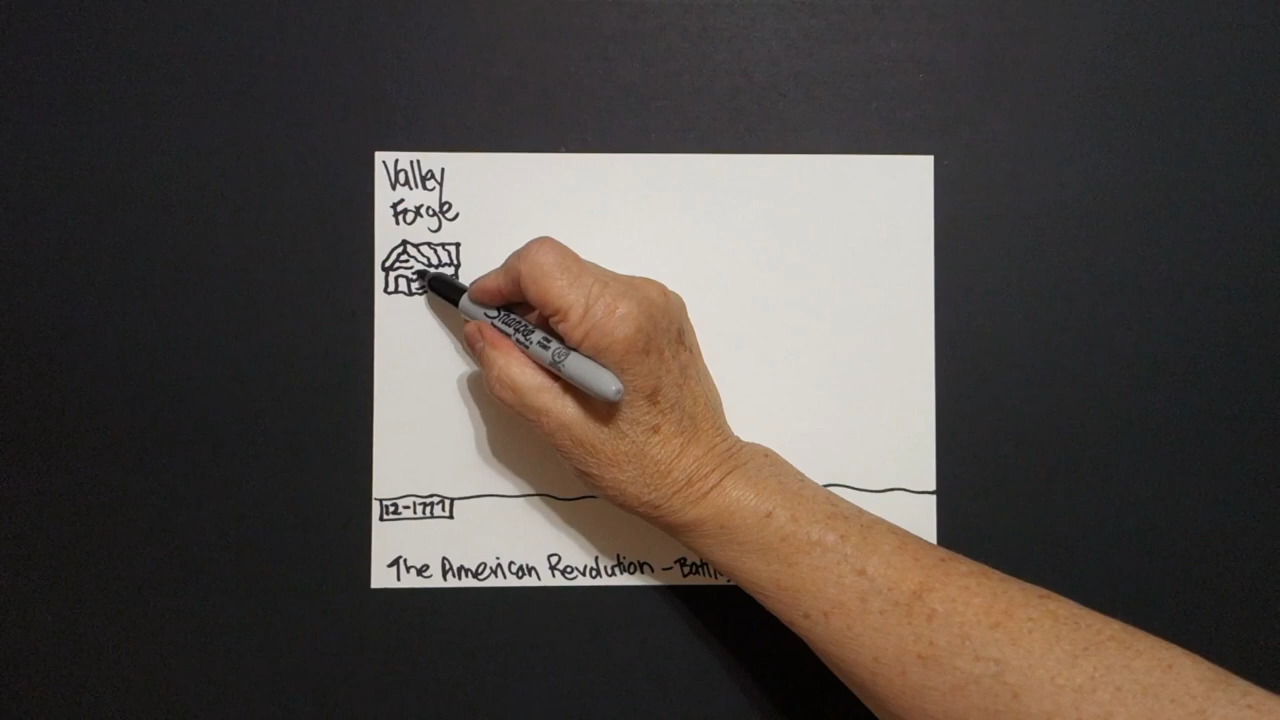 Valley
Forge
Sharpie
12-1777
The American Revolution -